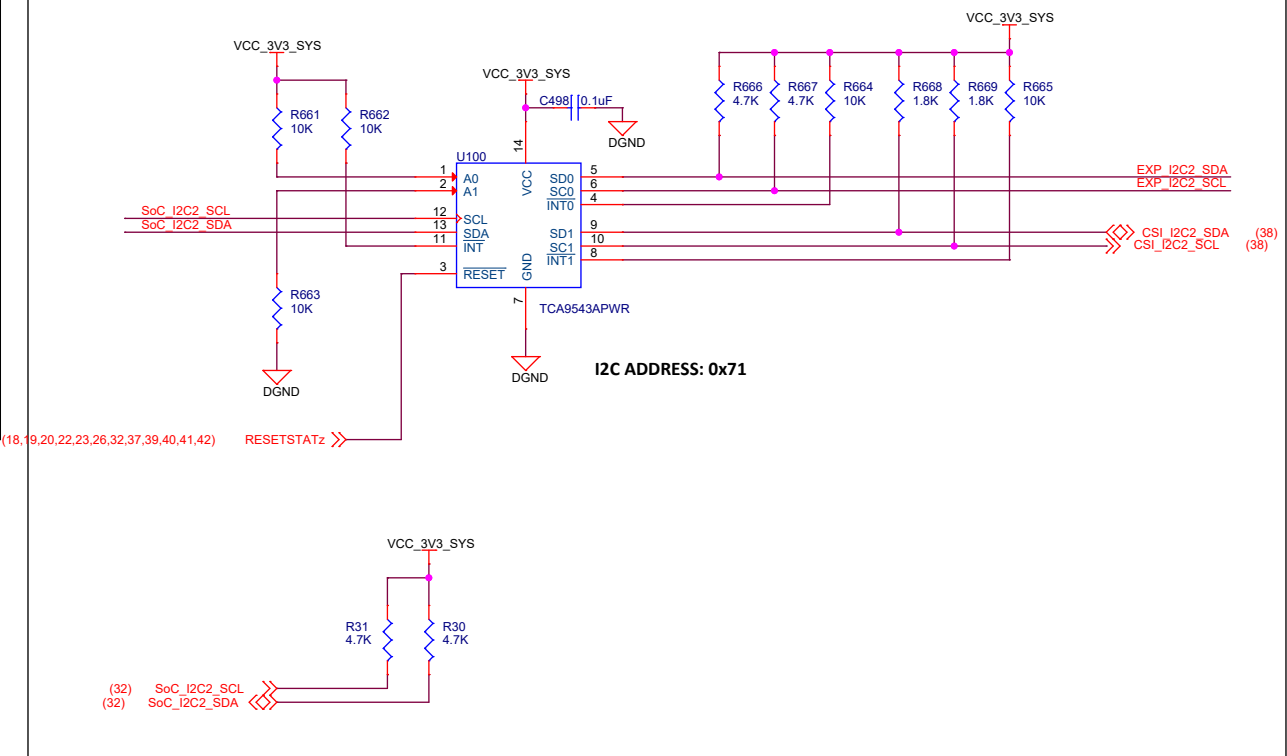 VCC_3V3_SYS
VCC_3V3_SYS
VCC_3V3_SYS
R661
10K
R662
10K
C498
0.1uF
DGND
R666
4.7K
R667
4.7K
R664
10K
R668
1.8K
R669
1.8K
R665
10K
U100
14
VCC
1 A0
2 A1
12 SCL
13 SDA
11 INT
3 RESET
SD0 5
SC0 6
INT0 4
SD1 9
SC1 10
INT1 8
GND
7
TCA9543APWR
SoC_I2C2_SCL
SoC_I2C2_SDA
EXP_I2C2_SDA
EXP_I2C2_SCL
CSI_I2C2_SDA (38)
CSI_I2C2_SCL (38)
R663
10K
DGND
DGND
I2C ADDRESS: 0x71
(18,19,20,22,23,26,32,37,39,40,41,42) RESETSTATz
VCC_3V3_SYS
R31
4.7K
R30
4.7K
(32) SoC_I2C2_SCL
(32) SoC_I2C2_SDA